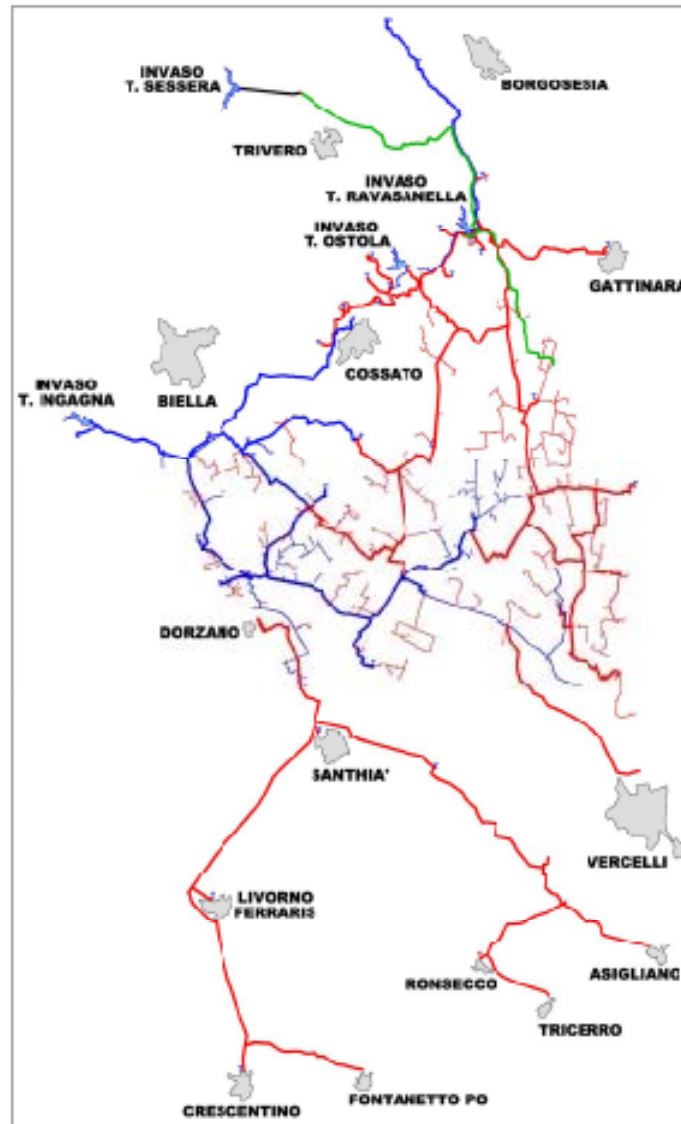 INVASO
T. SESSERA
BORGOSESIA
TRIVERO
INVASO
T. RAVASANELLA
INVASO
T. OSTOLA
GATTINARA
COSSATO
BIELLA
INVASO
T. INGAGNA
DORZANO
SANTHIA'
VERCELLI
LIVORNO
FERRARIS
RONSECCO
ASIGLIANO
TRICERRO
CRESCENTINO
FONTANETTO PO